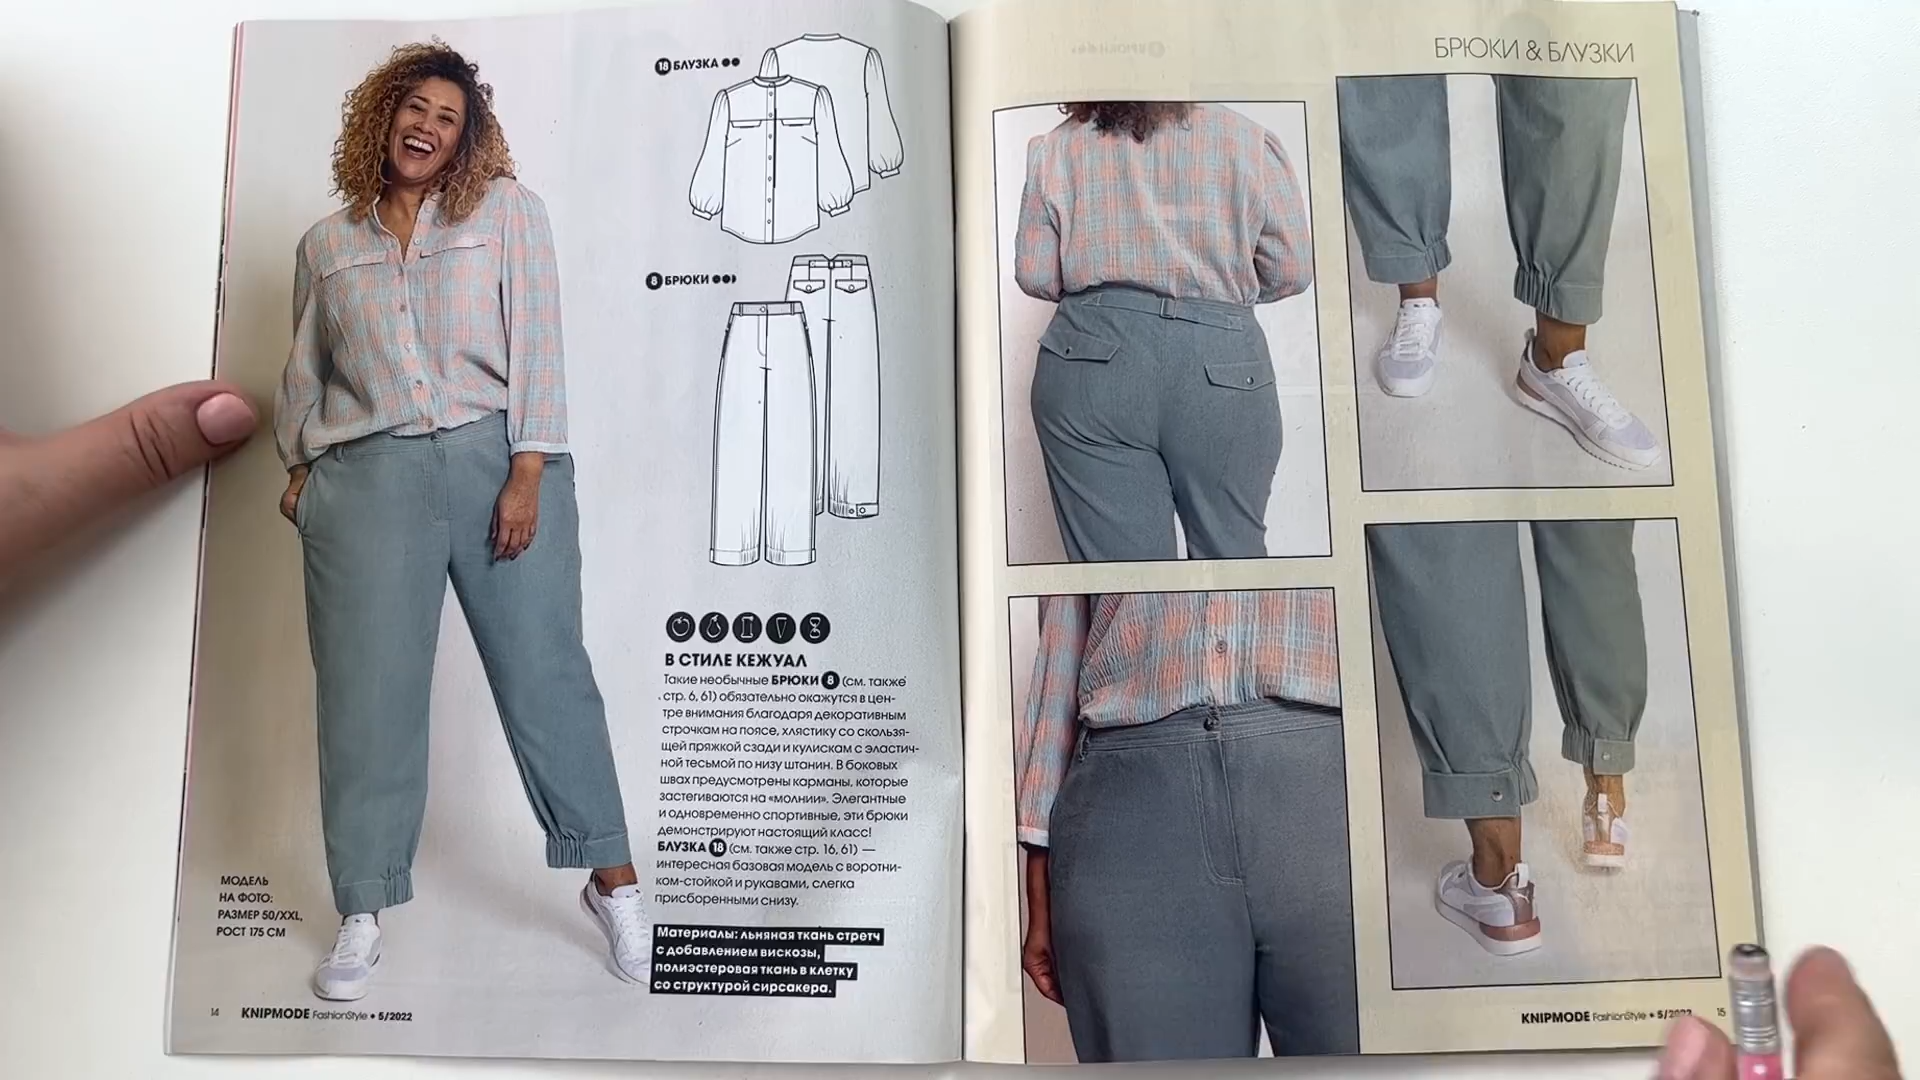 18 БЛУЗКА ●●
8 БРЮКИ ●●◗
В СТИЛЕ КЕЖУАЛ
Такие необычные БРЮКИ 8 (см. также
стр. 6, 61) обязательно окажутся в цен-
тре внимания благодаря декоративным
строчкам на поясе, хлястику со скользя-
щей пряжкой сзади и кулискам с эластич-
ной тесьмой по низу штанин. В боковых
швах предусмотрены карманы, которые
застегиваются на «молнии». Элегантные
и одновременно спортивные, эти брюки
демонстрируют настоящий класс!
БЛУЗКА 18 (см. также стр. 16, 61) —
интересная базовая модель с воротни-
ком-стойкой и рукавами, слегка
присборенными снизу.
Материалы: льняная ткань стретч
с добавлением вискозы,
полиэстеровая ткань в клетку
со структурой сирсакера.
МОДЕЛЬ
НА ФОТО:
РАЗМЕР 50/XXL,
РОСТ 175 СМ
14 KNIPMODE FashionStyle • 5/2022
БРЮКИ & БЛУЗКИ
KNIPMODE FashionStyle • 5/2022 15